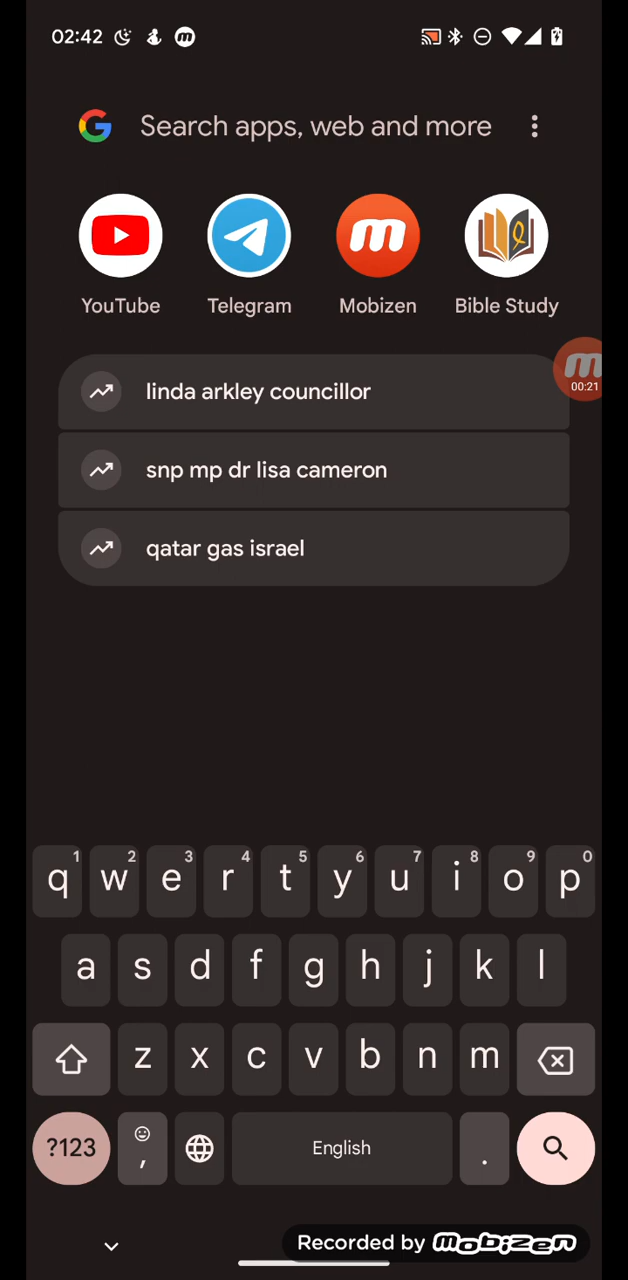 02:42
Search apps, web and more
YouTube Telegram Mobizen Bible Study
m
00:21
linda arkley councillor
snp mp dr lisa cameron
qatar gas israel
1 2 3 4 5 6 7 8 9 0
q w e r t y u i o p
a s d f g h j k l
z x c v b n m
?123 , English .
Recorded by mobizen